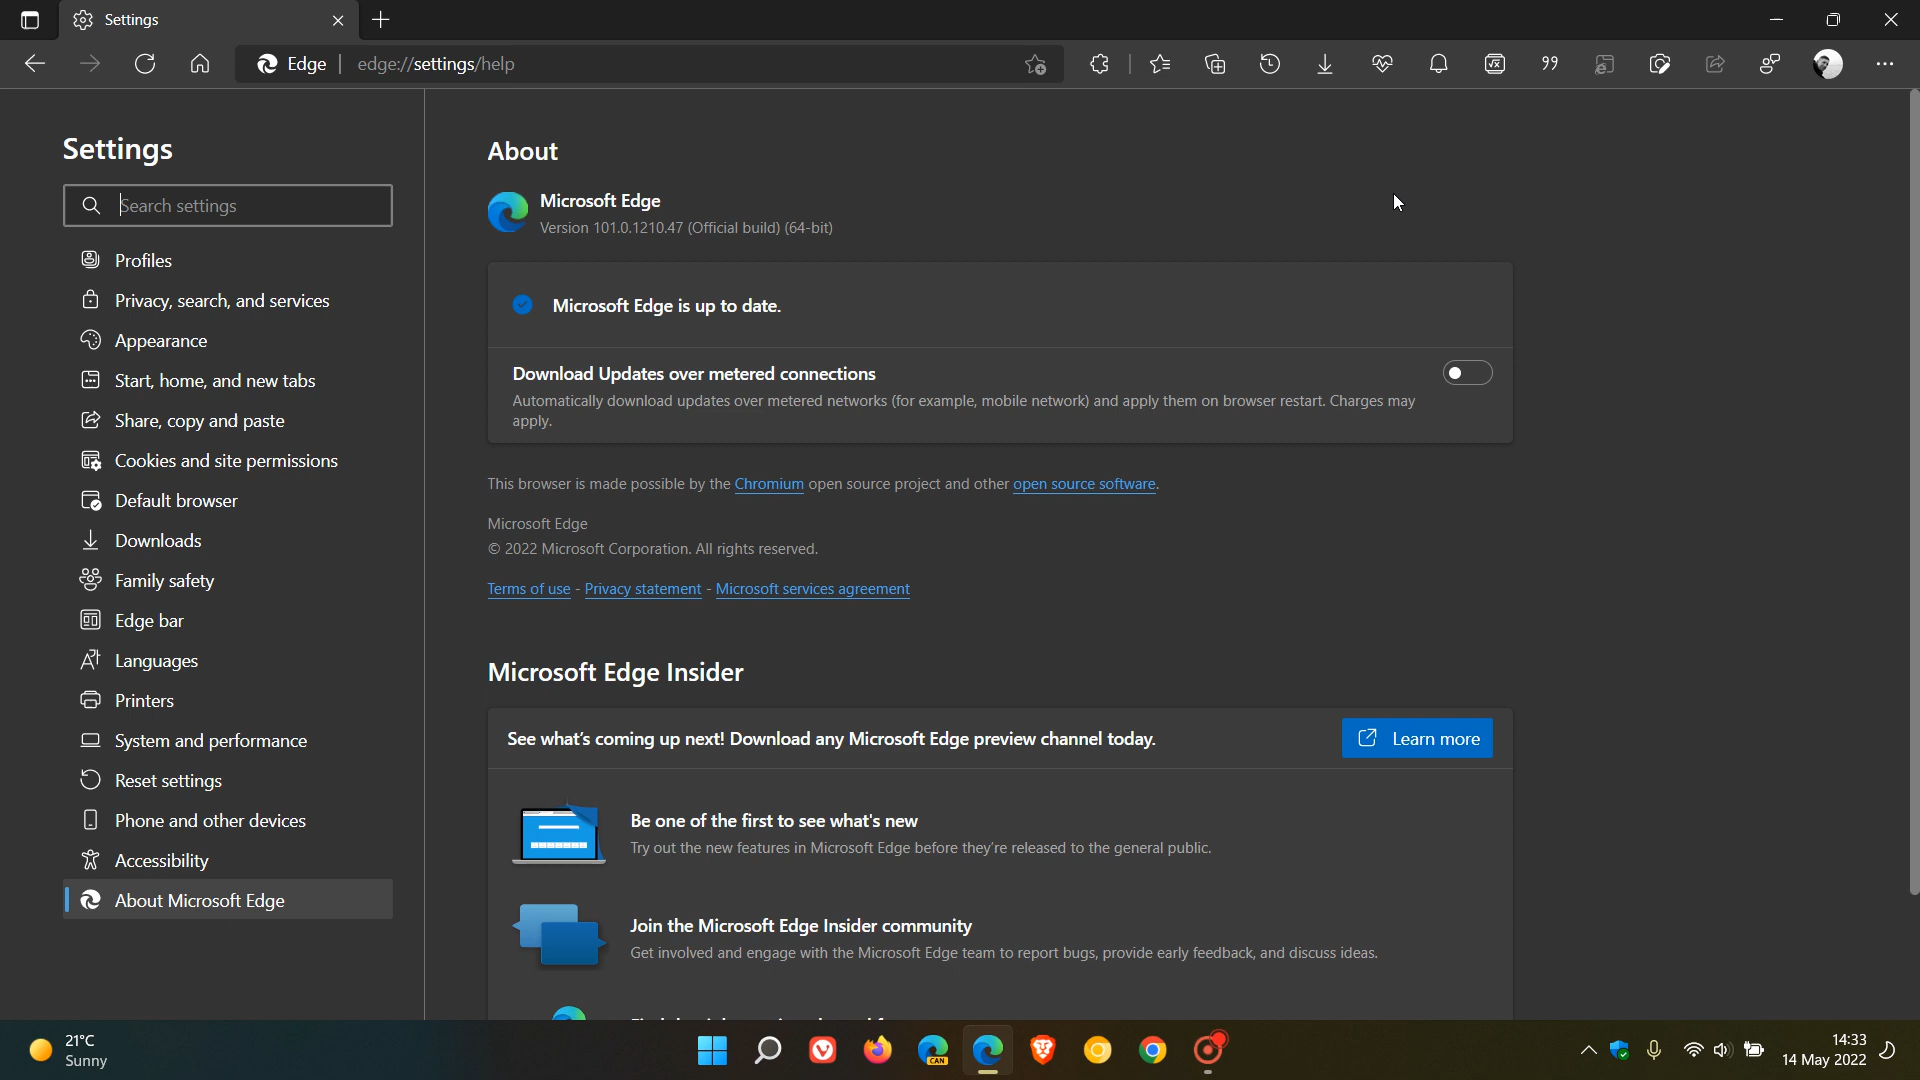 Settings
Edge
edge://settings/help
Settings
Search settings
Profiles
Privacy, search, and services
Appearance
Start, home, and new tabs
Share, copy and paste
Cookies and site permissions
Default browser
Downloads
Family safety
Edge bar
Languages
Printers
System and performance
Reset settings
Phone and other devices
Accessibility
About Microsoft Edge
About
Microsoft Edge
Version 101.0.1210.47 (Official build) (64-bit)
Microsoft Edge is up to date.
Download Updates over metered connections
Automatically download updates over metered networks (for example, mobile network) and apply them on browser restart. Charges may
apply.
This browser is made possible by the Chromium open source project and other open source software.
Microsoft Edge
© 2022 Microsoft Corporation. All rights reserved.
Terms of use - Privacy statement - Microsoft services agreement
Microsoft Edge Insider
See what's coming up next! Download any Microsoft Edge preview channel today.
Learn more
Be one of the first to see what's new
Try out the new features in Microsoft Edge before they're released to the general public.
Join the Microsoft Edge Insider community
Get involved and engage with the Microsoft Edge team to report bugs, provide early feedback, and discuss ideas.
21°C
Sunny
CAN
14:33
14 May 2022